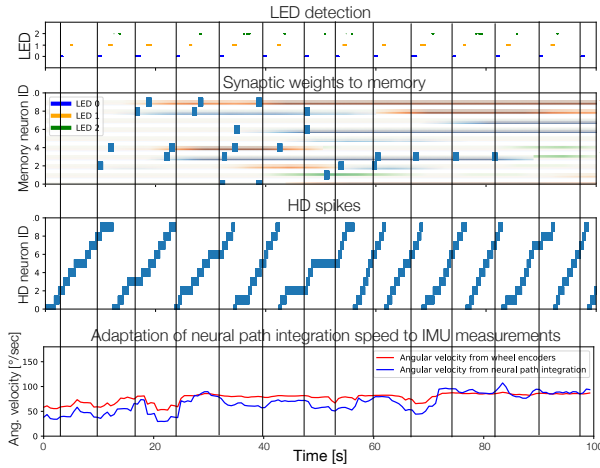 LED detection
LED
2
1
0
Synaptic weights to memory
Memory neuron ID
.0
8
6
4
2
0
LED 0
LED 1
LED 2
HD spikes
HD neuron ID
.0
8
6
4
2
0
Adaptation of neural path integration speed to IMU measurements
Ang. velocity [°/sec]
150
100
50
0
Angular velocity from wheel encoders
Angular velocity from neural path integration
0 20 40 60 80 100
Time [s]